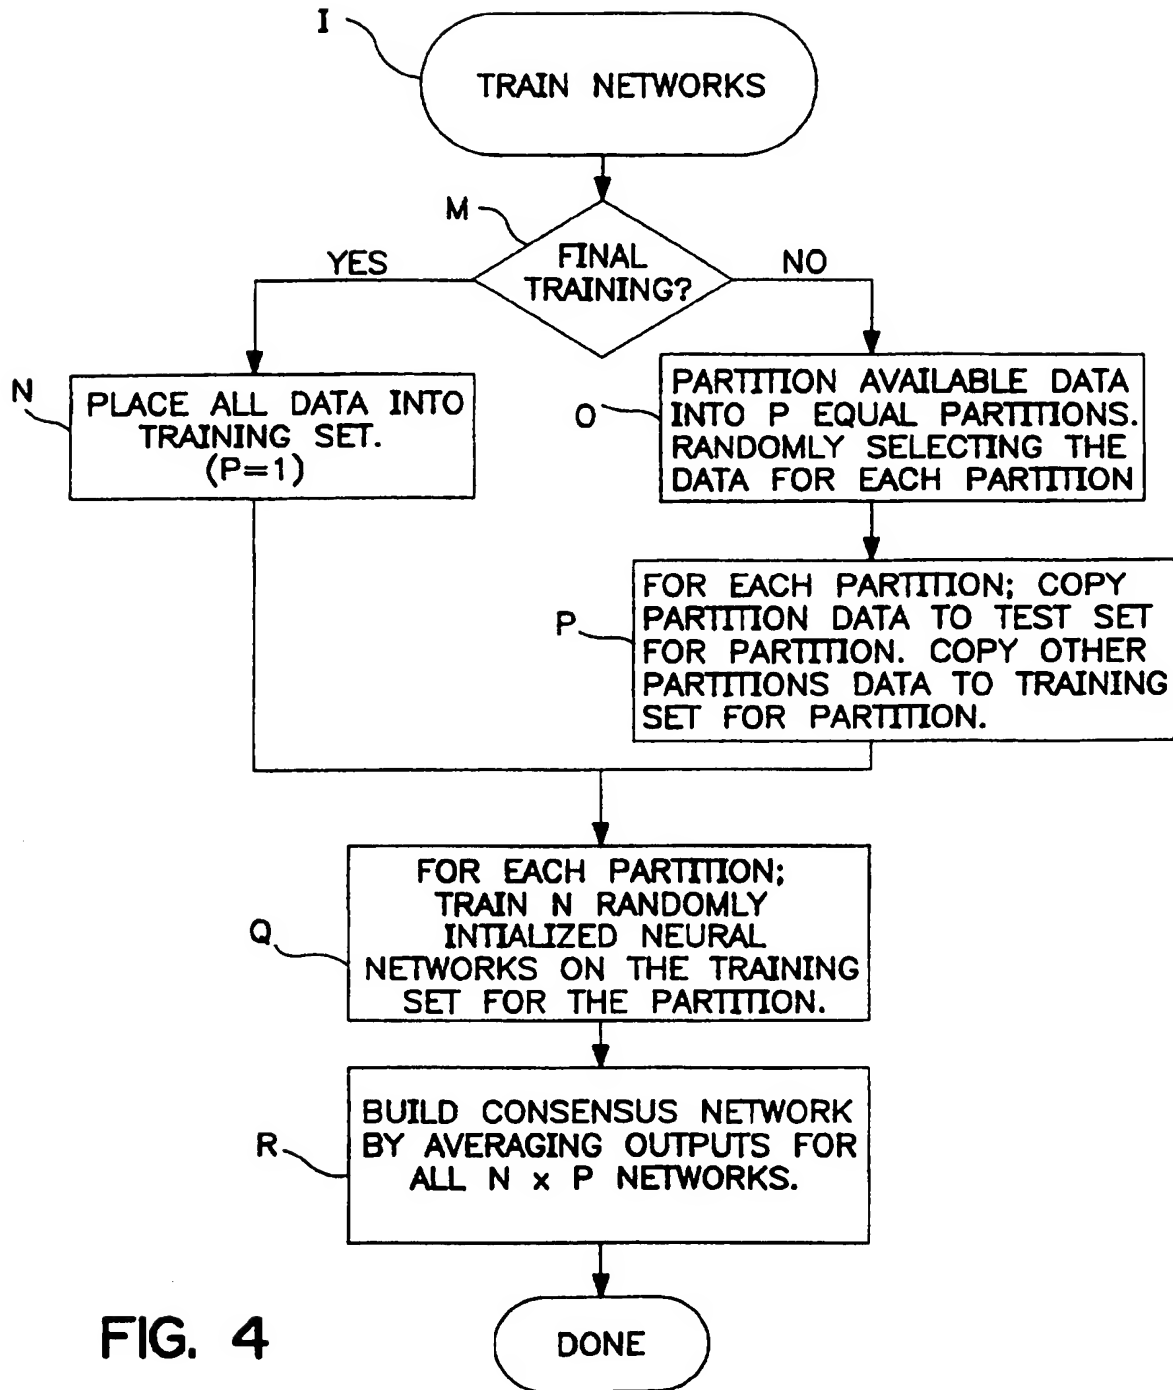 I
TRAIN NETWORKS
M
FINAL
TRAINING?
YES
NO
N
PLACE ALL DATA INTO
TRAINING SET.
(P=1)
O
PARTITION AVAILABLE DATA
INTO P EQUAL PARTITIONS.
RANDOMLY SELECTING THE
DATA FOR EACH PARTITION
P
FOR EACH PARTITION; COPY
PARTITION DATA TO TEST SET
FOR PARTITION. COPY OTHER
PARTITIONS DATA TO TRAINING
SET FOR PARTITION.
Q
FOR EACH PARTITION;
TRAIN N RANDOMLY
INTIALIZED NEURAL
NETWORKS ON THE TRAINING
SET FOR THE PARTITION.
R
BUILD CONSENSUS NETWORK
BY AVERAGING OUTPUTS FOR
ALL N x P NETWORKS.
DONE
FIG. 4